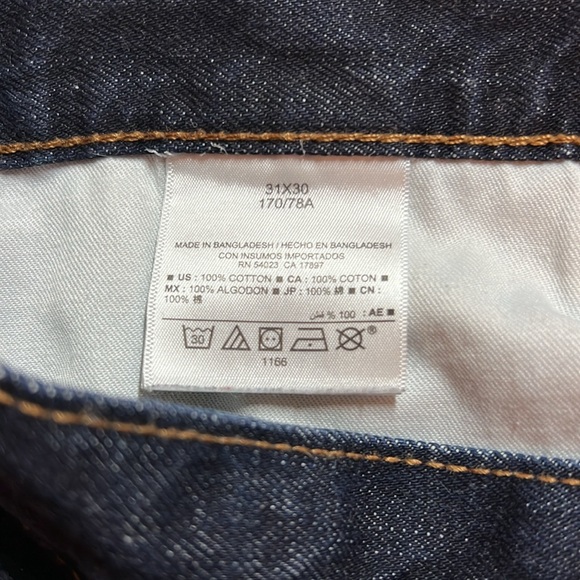 31X30
170/78A
MADE IN BANGLADESH / HECHO EN BANGLADESH
CON INSUMOS IMPORTADOS
RN 54023 CA 17897
■ US : 100% COTTON ■ CA : 100% COTON ■
MX : 100% ALGODON ■ JP : 100% 綿 ■ CN :
100% 棉
■ AE : 100 % قطن
30
1166